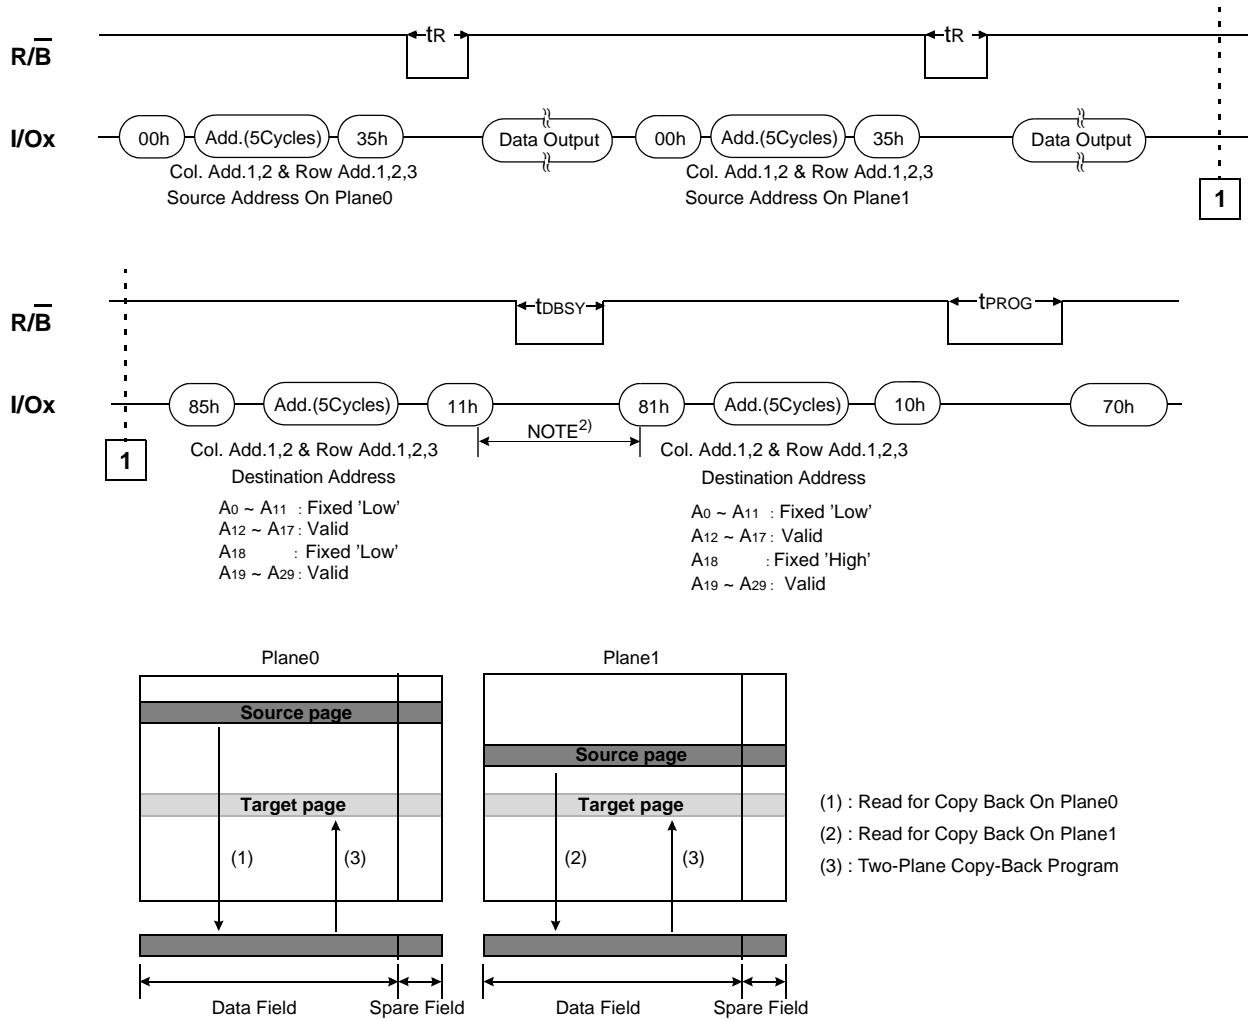 R/B̅ tR tR
I/Ox 00h Add.(5Cycles) 35h Data Output 00h Add.(5Cycles) 35h Data Output
Col. Add.1,2 & Row Add.1,2,3 Col. Add.1,2 & Row Add.1,2,3
Source Address On Plane0 Source Address On Plane1
1
R/B̅ tDBSY tPROG
I/Ox 85h Add.(5Cycles) 11h 81h Add.(5Cycles) 10h 70h
NOTE2)
1
Col. Add.1,2 & Row Add.1,2,3 Col. Add.1,2 & Row Add.1,2,3
Destination Address Destination Address
A0 ~ A11 : Fixed 'Low' A0 ~ A11 : Fixed 'Low'
A12 ~ A17 : Valid A12 ~ A17 : Valid
A18 : Fixed 'Low' A18 : Fixed 'High'
A19 ~ A29 : Valid A19 ~ A29 : Valid
Plane0 Plane1
Source page
Source page
Target page Target page
(1) : Read for Copy Back On Plane0
(2) : Read for Copy Back On Plane1
(3) : Two-Plane Copy-Back Program
(1) (3) (2) (3)
Data Field Spare Field Data Field Spare Field